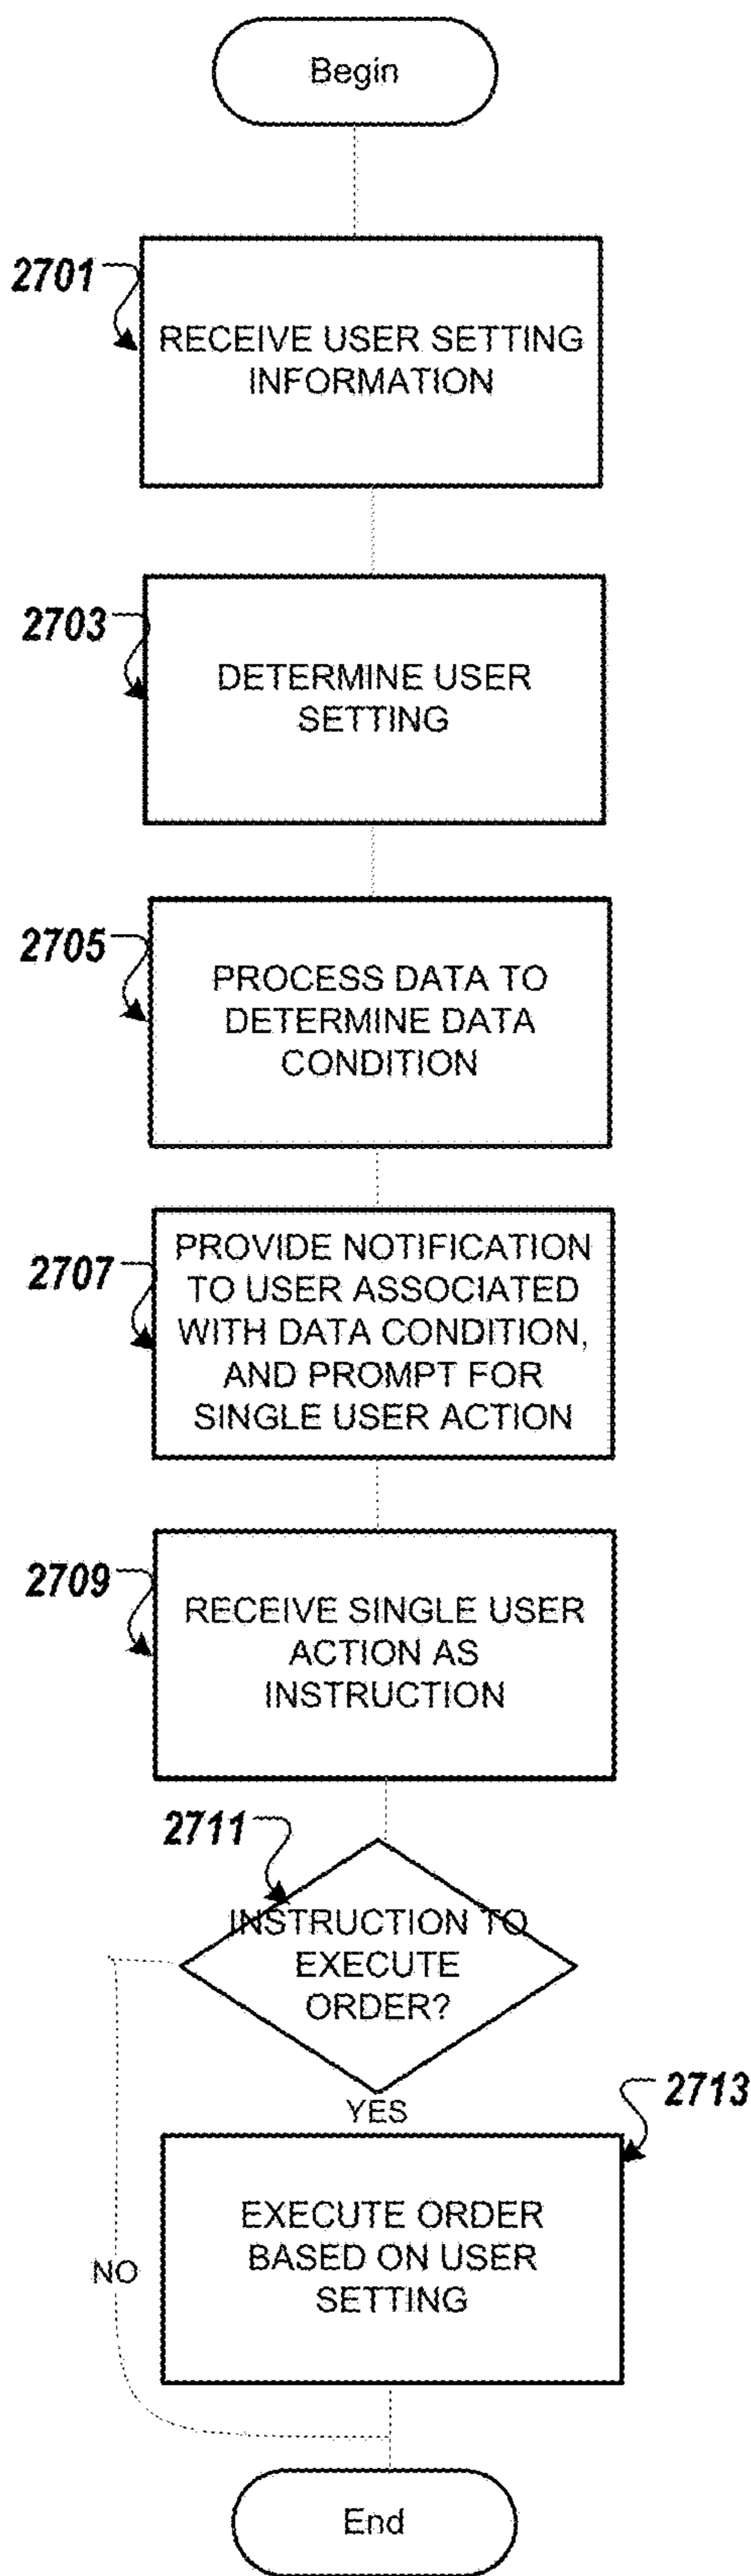 Begin
2701
RECEIVE USER SETTING
INFORMATION
2703
DETERMINE USER
SETTING
2705
PROCESS DATA TO
DETERMINE DATA
CONDITION
2707
PROVIDE NOTIFICATION
TO USER ASSOCIATED
WITH DATA CONDITION,
AND PROMPT FOR
SINGLE USER ACTION
2709
RECEIVE SINGLE USER
ACTION AS
INSTRUCTION
2711
INSTRUCTION TO
EXECUTE
ORDER?
YES
2713
EXECUTE ORDER
BASED ON USER
SETTING
NO
End